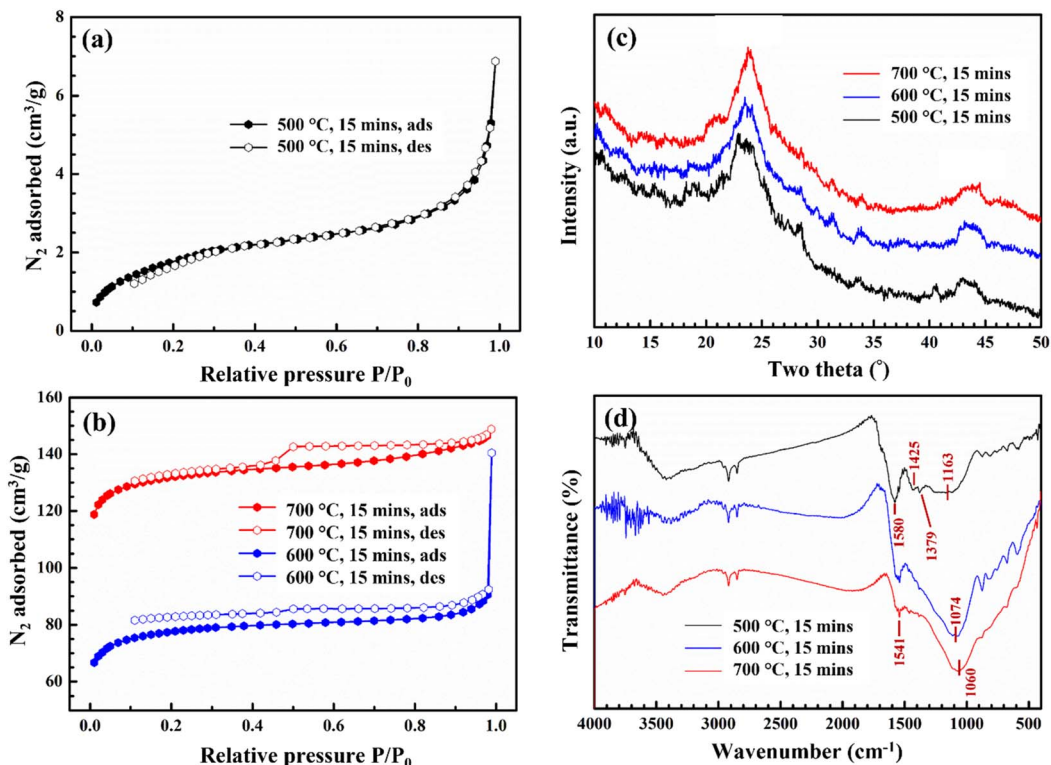 (a)
8
6
4
2
0
N₂ adsorbed (cm³/g)
500 °C, 15 mins, ads
500 °C, 15 mins, des
0.0 0.2 0.4 0.6 0.8 1.0
Relative pressure P/P₀
(c)
700 °C, 15 mins
600 °C, 15 mins
500 °C, 15 mins
Intensity (a.u.)
10 15 20 25 30 35 40 45 50
Two theta (°)
(b)
160
140
120
100
80
60
N₂ adsorbed (cm³/g)
700 °C, 15 mins, ads
700 °C, 15 mins, des
600 °C, 15 mins, ads
600 °C, 15 mins, des
0.0 0.2 0.4 0.6 0.8 1.0
Relative pressure P/P₀
(d)
Transmittance (%)
1425
1163
1580
1379
1074
1541
1060
500 °C, 15 mins
600 °C, 15 mins
700 °C, 15 mins
4000 3500 3000 2500 2000 1500 1000 500
Wavenumber (cm⁻¹)